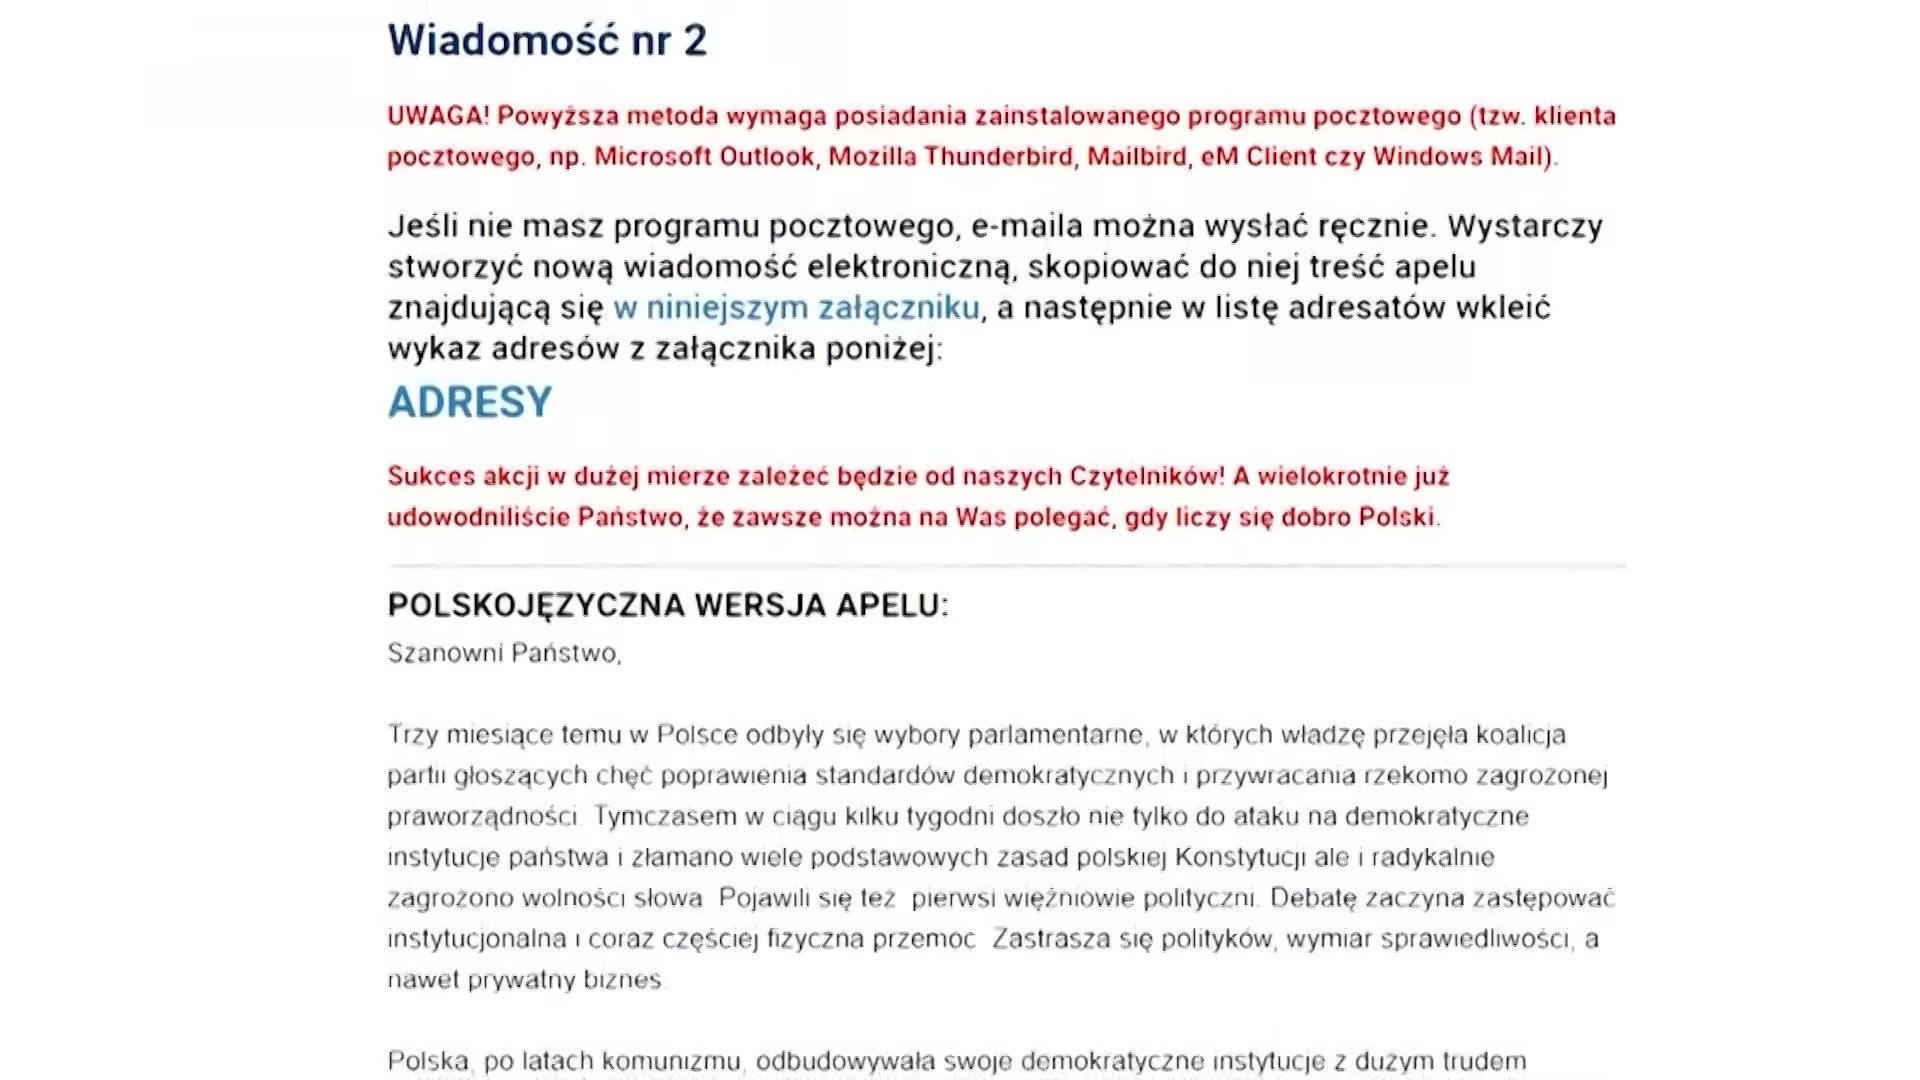 Wiadomość nr 2
UWAGA! Powyższa metoda wymaga posiadania zainstalowanego programu pocztowego (tzw. klienta
pocztowego, np. Microsoft Outlook, Mozilla Thunderbird, Mailbird, eM Client czy Windows Mail).
Jeśli nie masz programu pocztowego, e-maila można wysłać ręcznie. Wystarczy
stworzyć nową wiadomość elektroniczną, skopiować do niej treść apelu
znajdującą się w niniejszym załączniku, a następnie w listę adresatów wkleić
wykaz adresów z załącznika poniżej:
ADRESY
Sukces akcji w dużej mierze zależeć będzie od naszych Czytelników! A wielokrotnie już
udowodniliście Państwo, że zawsze można na Was polegać, gdy liczy się dobro Polski.
POLSKOJĘZYCZNA WERSJA APELU:
Szanowni Państwo,
Trzy miesiące temu w Polsce odbyły się wybory parlamentarne, w których władzę przejęła koalicja
partii głoszących chęć poprawienia standardów demokratycznych i przywracania rzekomo zagrożonej
praworządności. Tymczasem w ciągu kilku tygodni doszło nie tylko do ataku na demokratyczne
instytucje państwa i złamano wiele podstawowych zasad polskiej Konstytucji ale i radykalnie
zagrożono wolności słowa. Pojawili się też pierwsi więźniowie polityczni. Debatę zaczyna zastępować
instytucjonalna i coraz częściej fizyczna przemoc. Zastrasza się polityków, wymiar sprawiedliwości, a
nawet prywatny biznes.
Polska, po latach komunizmu, odbudowywała swoje demokratyczne instytucje z dużym trudem